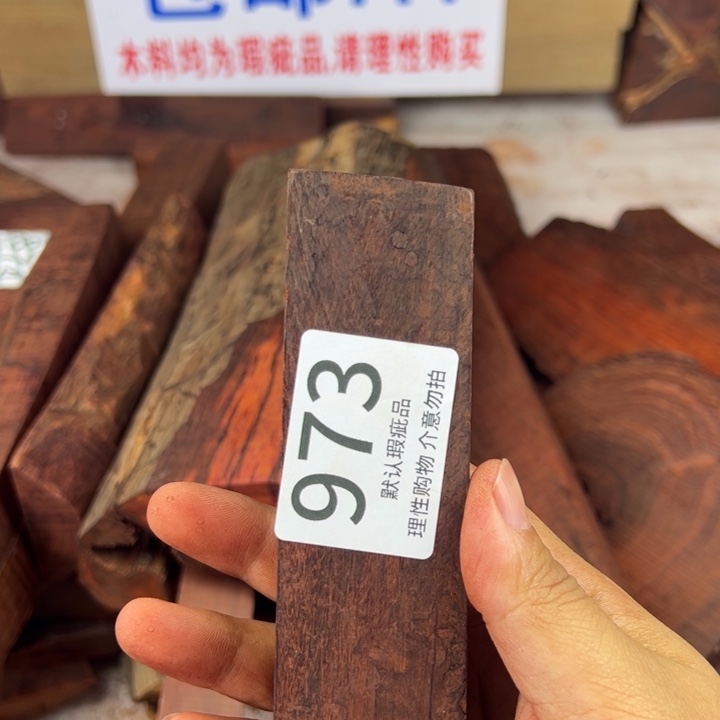 木料均为瑕疵品,请理性购买
973
默认瑕疵品
理性购物 介意勿拍